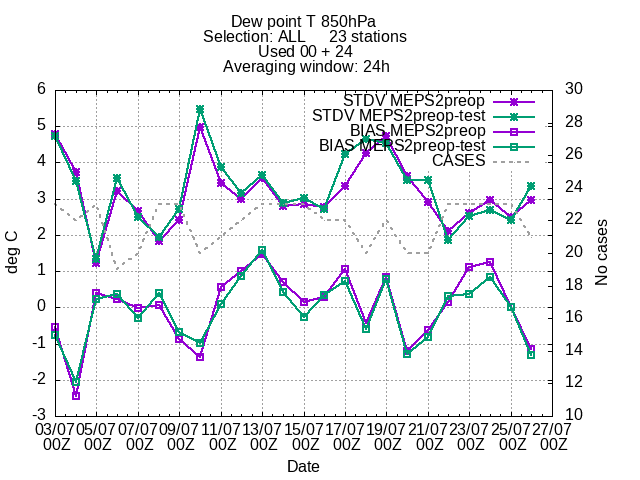 Dew point T 850hPa
Selection: ALL 23 stations
Used 00 + 24
Averaging window: 24h
6
5
4
3
2
1
0
-1
-2
-3
deg C
STDV MEPS2preop
STDV MEPS2preop-test
BIAS MEPS2preop
BIAS MEPS2preop-test
CASES
30
28
26
24
22
20
18
16
14
12
10
No cases
03/07 05/07 07/07 09/07 11/07 13/07 15/07 17/07 19/07 21/07 23/07 25/07 27/07
00Z 00Z 00Z 00Z 00Z 00Z 00Z 00Z 00Z 00Z 00Z 00Z 00Z
Date